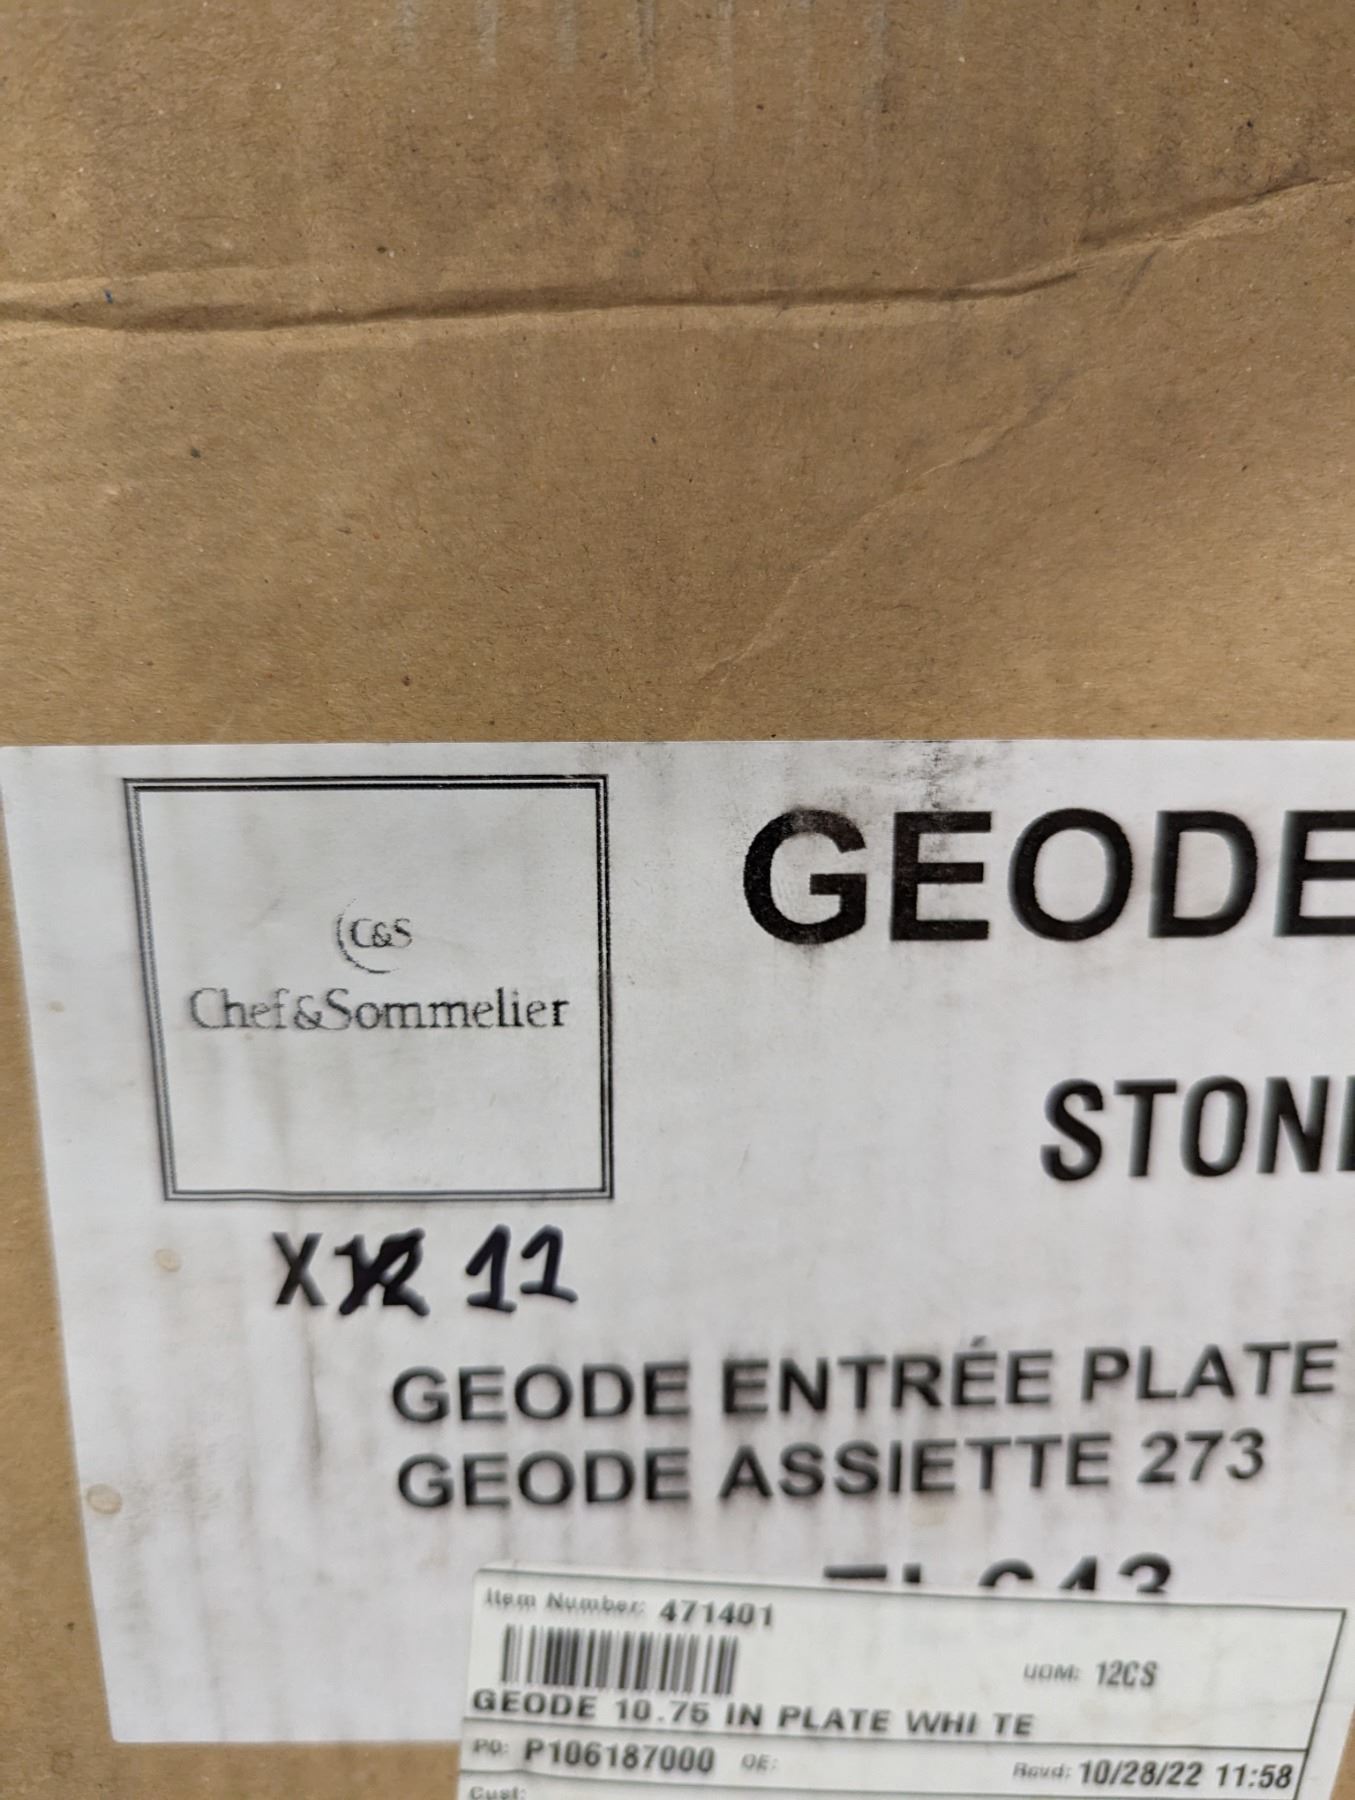 GEODE
C&S
Chef&Sommelier
STON
X12 11
GEODE ENTRÉE PLATE
GEODE ASSIETTE 273
Item Number: 471401
UOM: 12CS
GEODE 10.75 IN PLATE WHI TE
PO: P106187000 OE: Rcvd: 10/28/22 11:58
Cust: